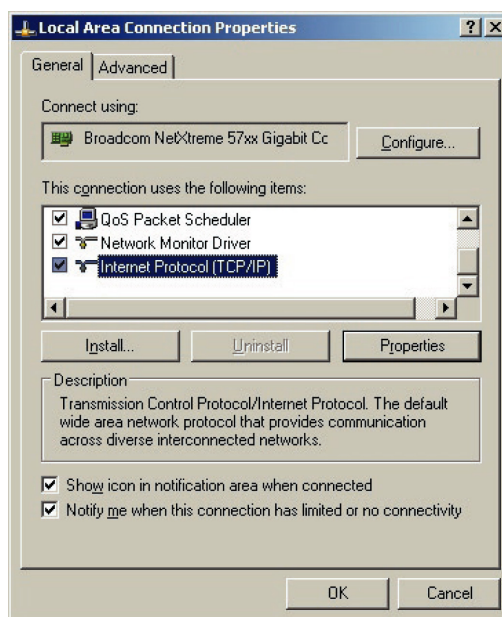 Local Area Connection Properties
General
Advanced
Connect using:
Broadcom NetXtreme 57xx Gigabit Cc
Configure...
This connection uses the following items:
QoS Packet Scheduler
Network Monitor Driver
Internet Protocol (TCP/IP)
Install...
Uninstall
Properties
Description
Transmission Control Protocol/Internet Protocol. The default
wide area network protocol that provides communication
across diverse interconnected networks.
Show icon in notification area when connected
Notify me when this connection has limited or no connectivity
OK
Cancel